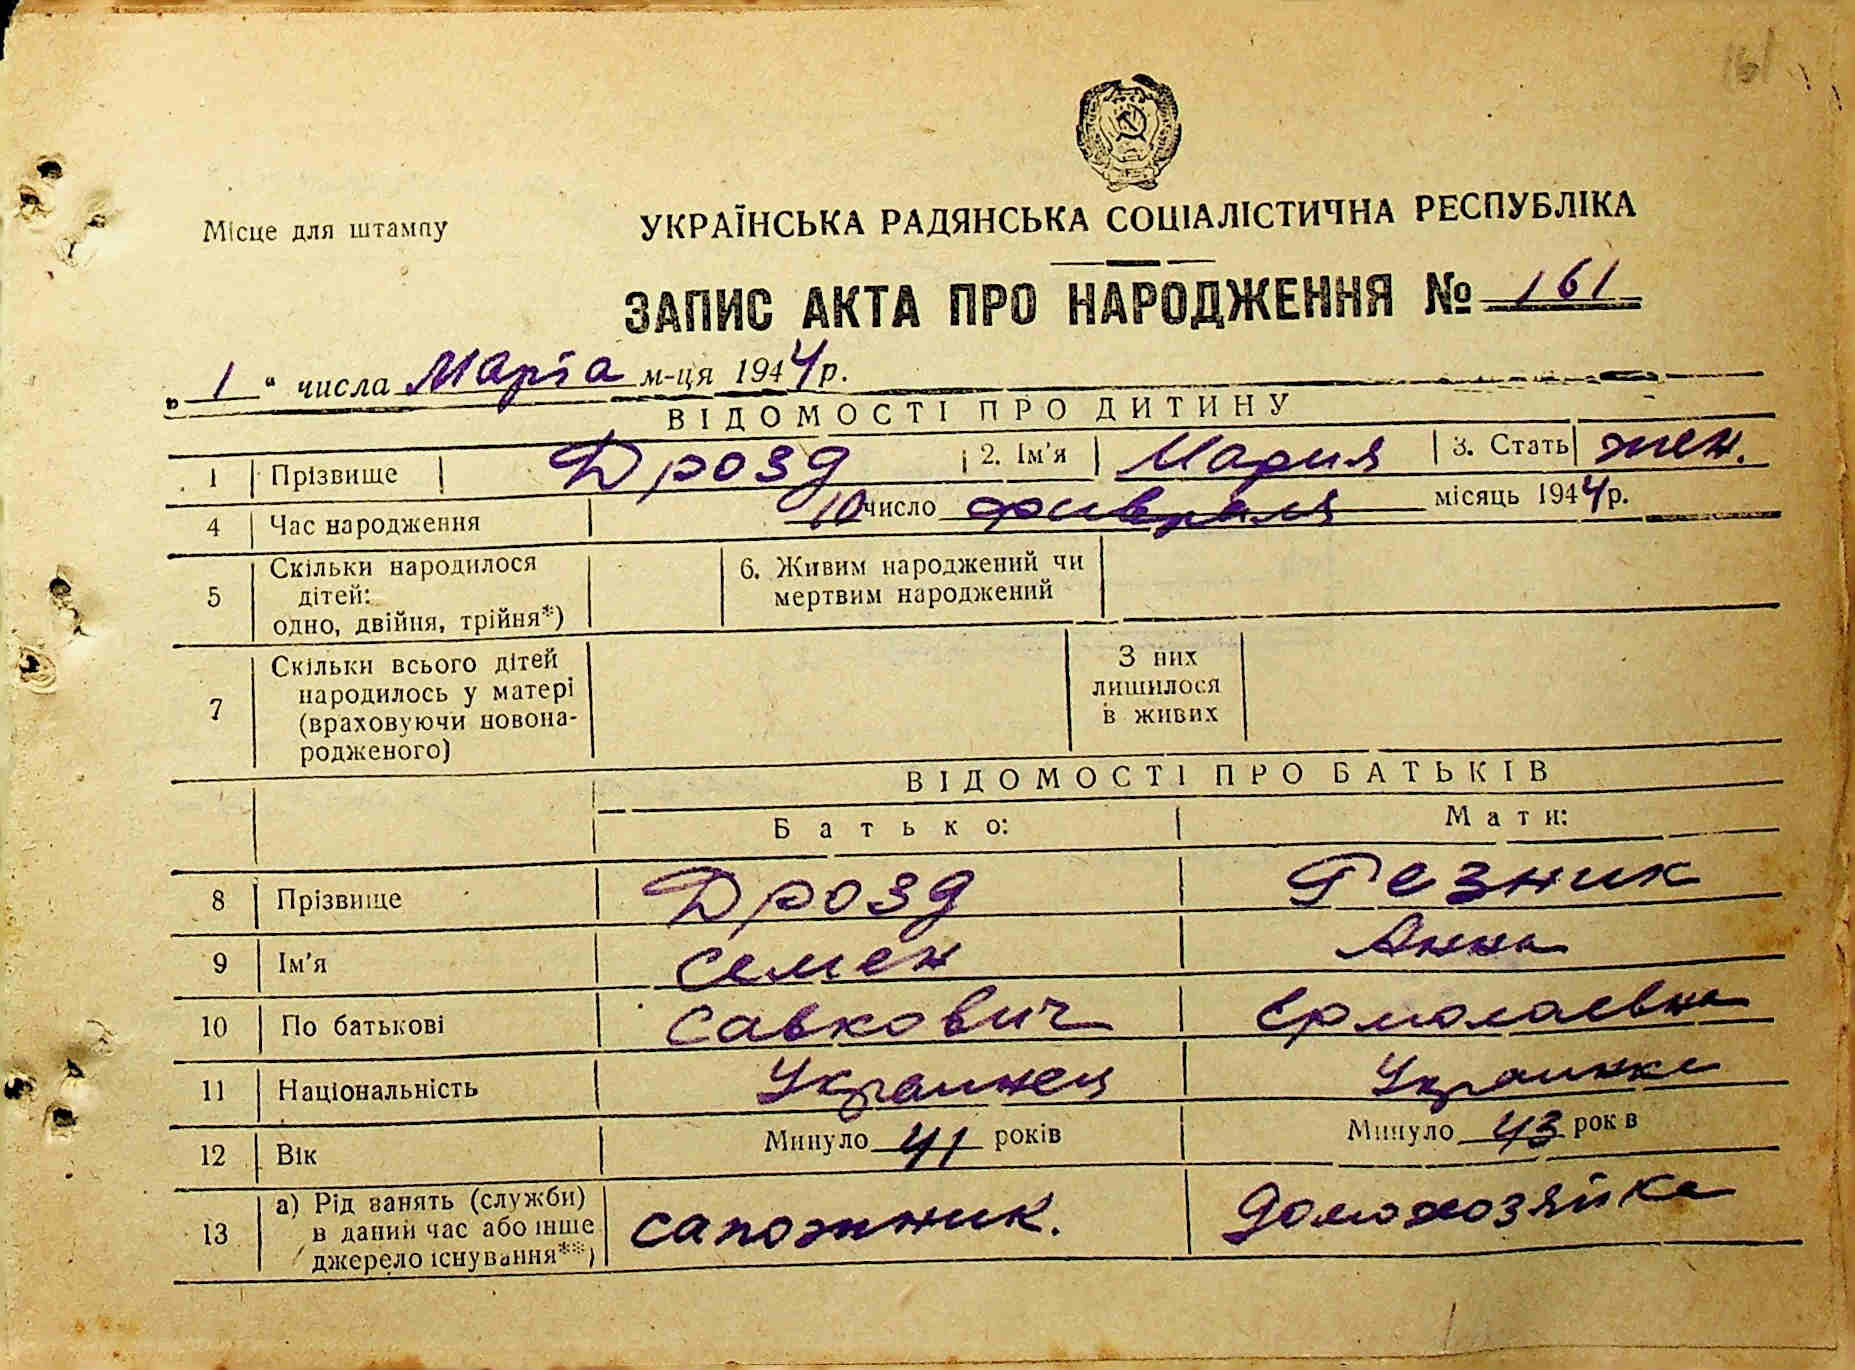 161
Місце для штампу
УКРАЇНСЬКА РАДЯНСЬКА СОЦІАЛІСТИЧНА РЕСПУБЛІКА
ЗАПИС АКТА ПРО НАРОДЖЕННЯ № 161
„ 1 “ числа Марта м-ця 1944 р.
ВІДОМОСТІ ПРО ДИТИНУ
1 Прізвище Дрозд 2. Ім'я Мария 3. Стать жен.
4 Час народження 10 число фивраля місяць 1944 р.
5 Скільки народилося
дітей:
одно, двійня, трійня*)
6. Живим народжений чи
мертвим народжений
7 Скільки всього дітей
народилось у матері
(враховуючи новона-
родженого)
З них
лишилося
в живих
ВІДОМОСТІ ПРО БАТЬКІВ
Батько: Мати:
8 Прізвище Дрозд Резник
9 Ім'я Семен Анна
10 По батькові Савкович Ермолаевна
11 Національність Украинец Украинка
12 Вік Минуло 41 років Минуло 43 рок в
13 а) Рід занять (служби)
в даний час або інше
джерело існування**)
сапожник. домохозяйка